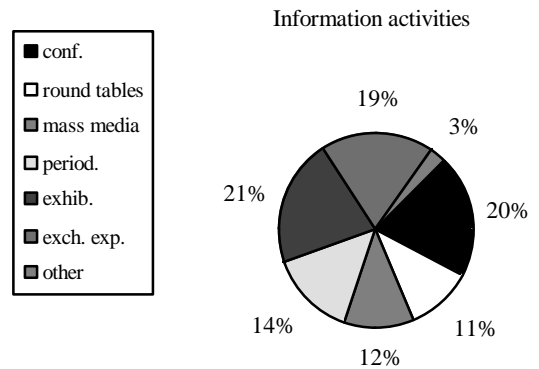 Information activities
conf.
round tables
mass media
period.
exhib.
exch. exp.
other
19%
3%
21%
20%
14%
11%
12%